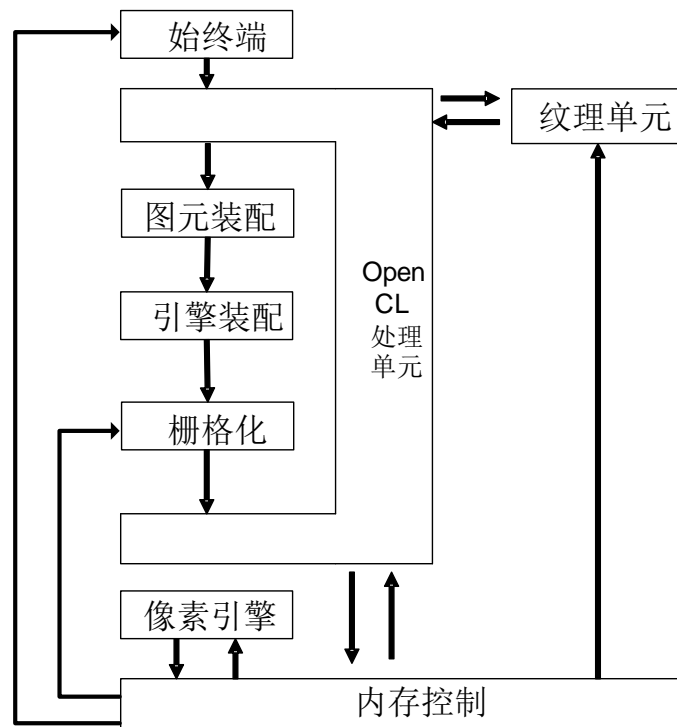 始终端
纹理单元
图元装配
Open
CL
处理
单元
引擎装配
栅格化
像素引擎
内存控制